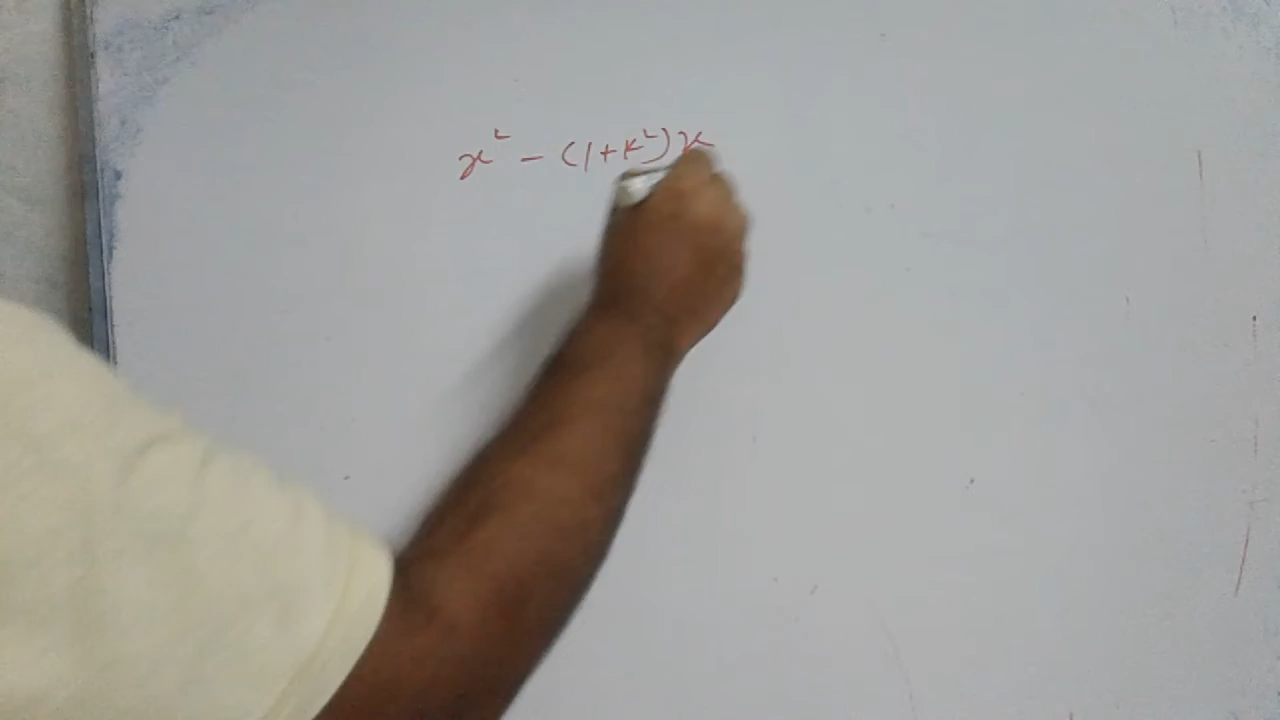 x² - (1+k²)x